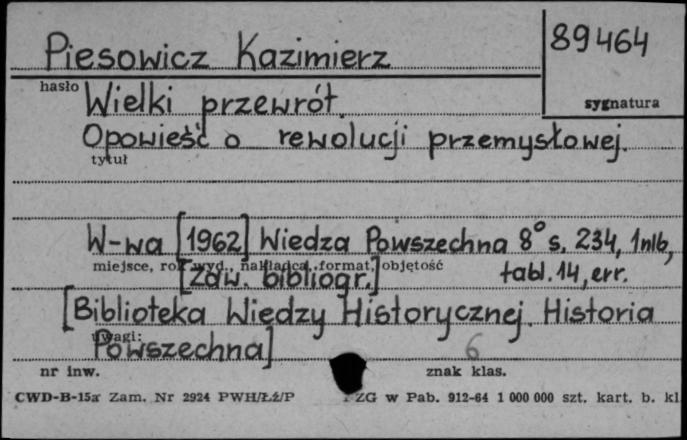 Piesowicz Kazimierz
89464
hasło
sygnatura
Wielki przewrót.
Opowieść o rewolucji przemysłowej.
tytuł
W-wa [1962] Wiedza Powszechna 8° s. 234, 1nlb,
miejsce, rok wyd., nakładca, format, objętość
[Zaw. bibliogr.] tabl. 14, err.
[Biblioteka Wiedzy Historycznej. Historia
uwagi:
Powszechna]
6
nr inw. znak klas.
CWD-B-15a Zam. Nr 2924 PWH/Łż/P ZG w Pab. 912-64 1 000 000 szt. kart. b. kl.